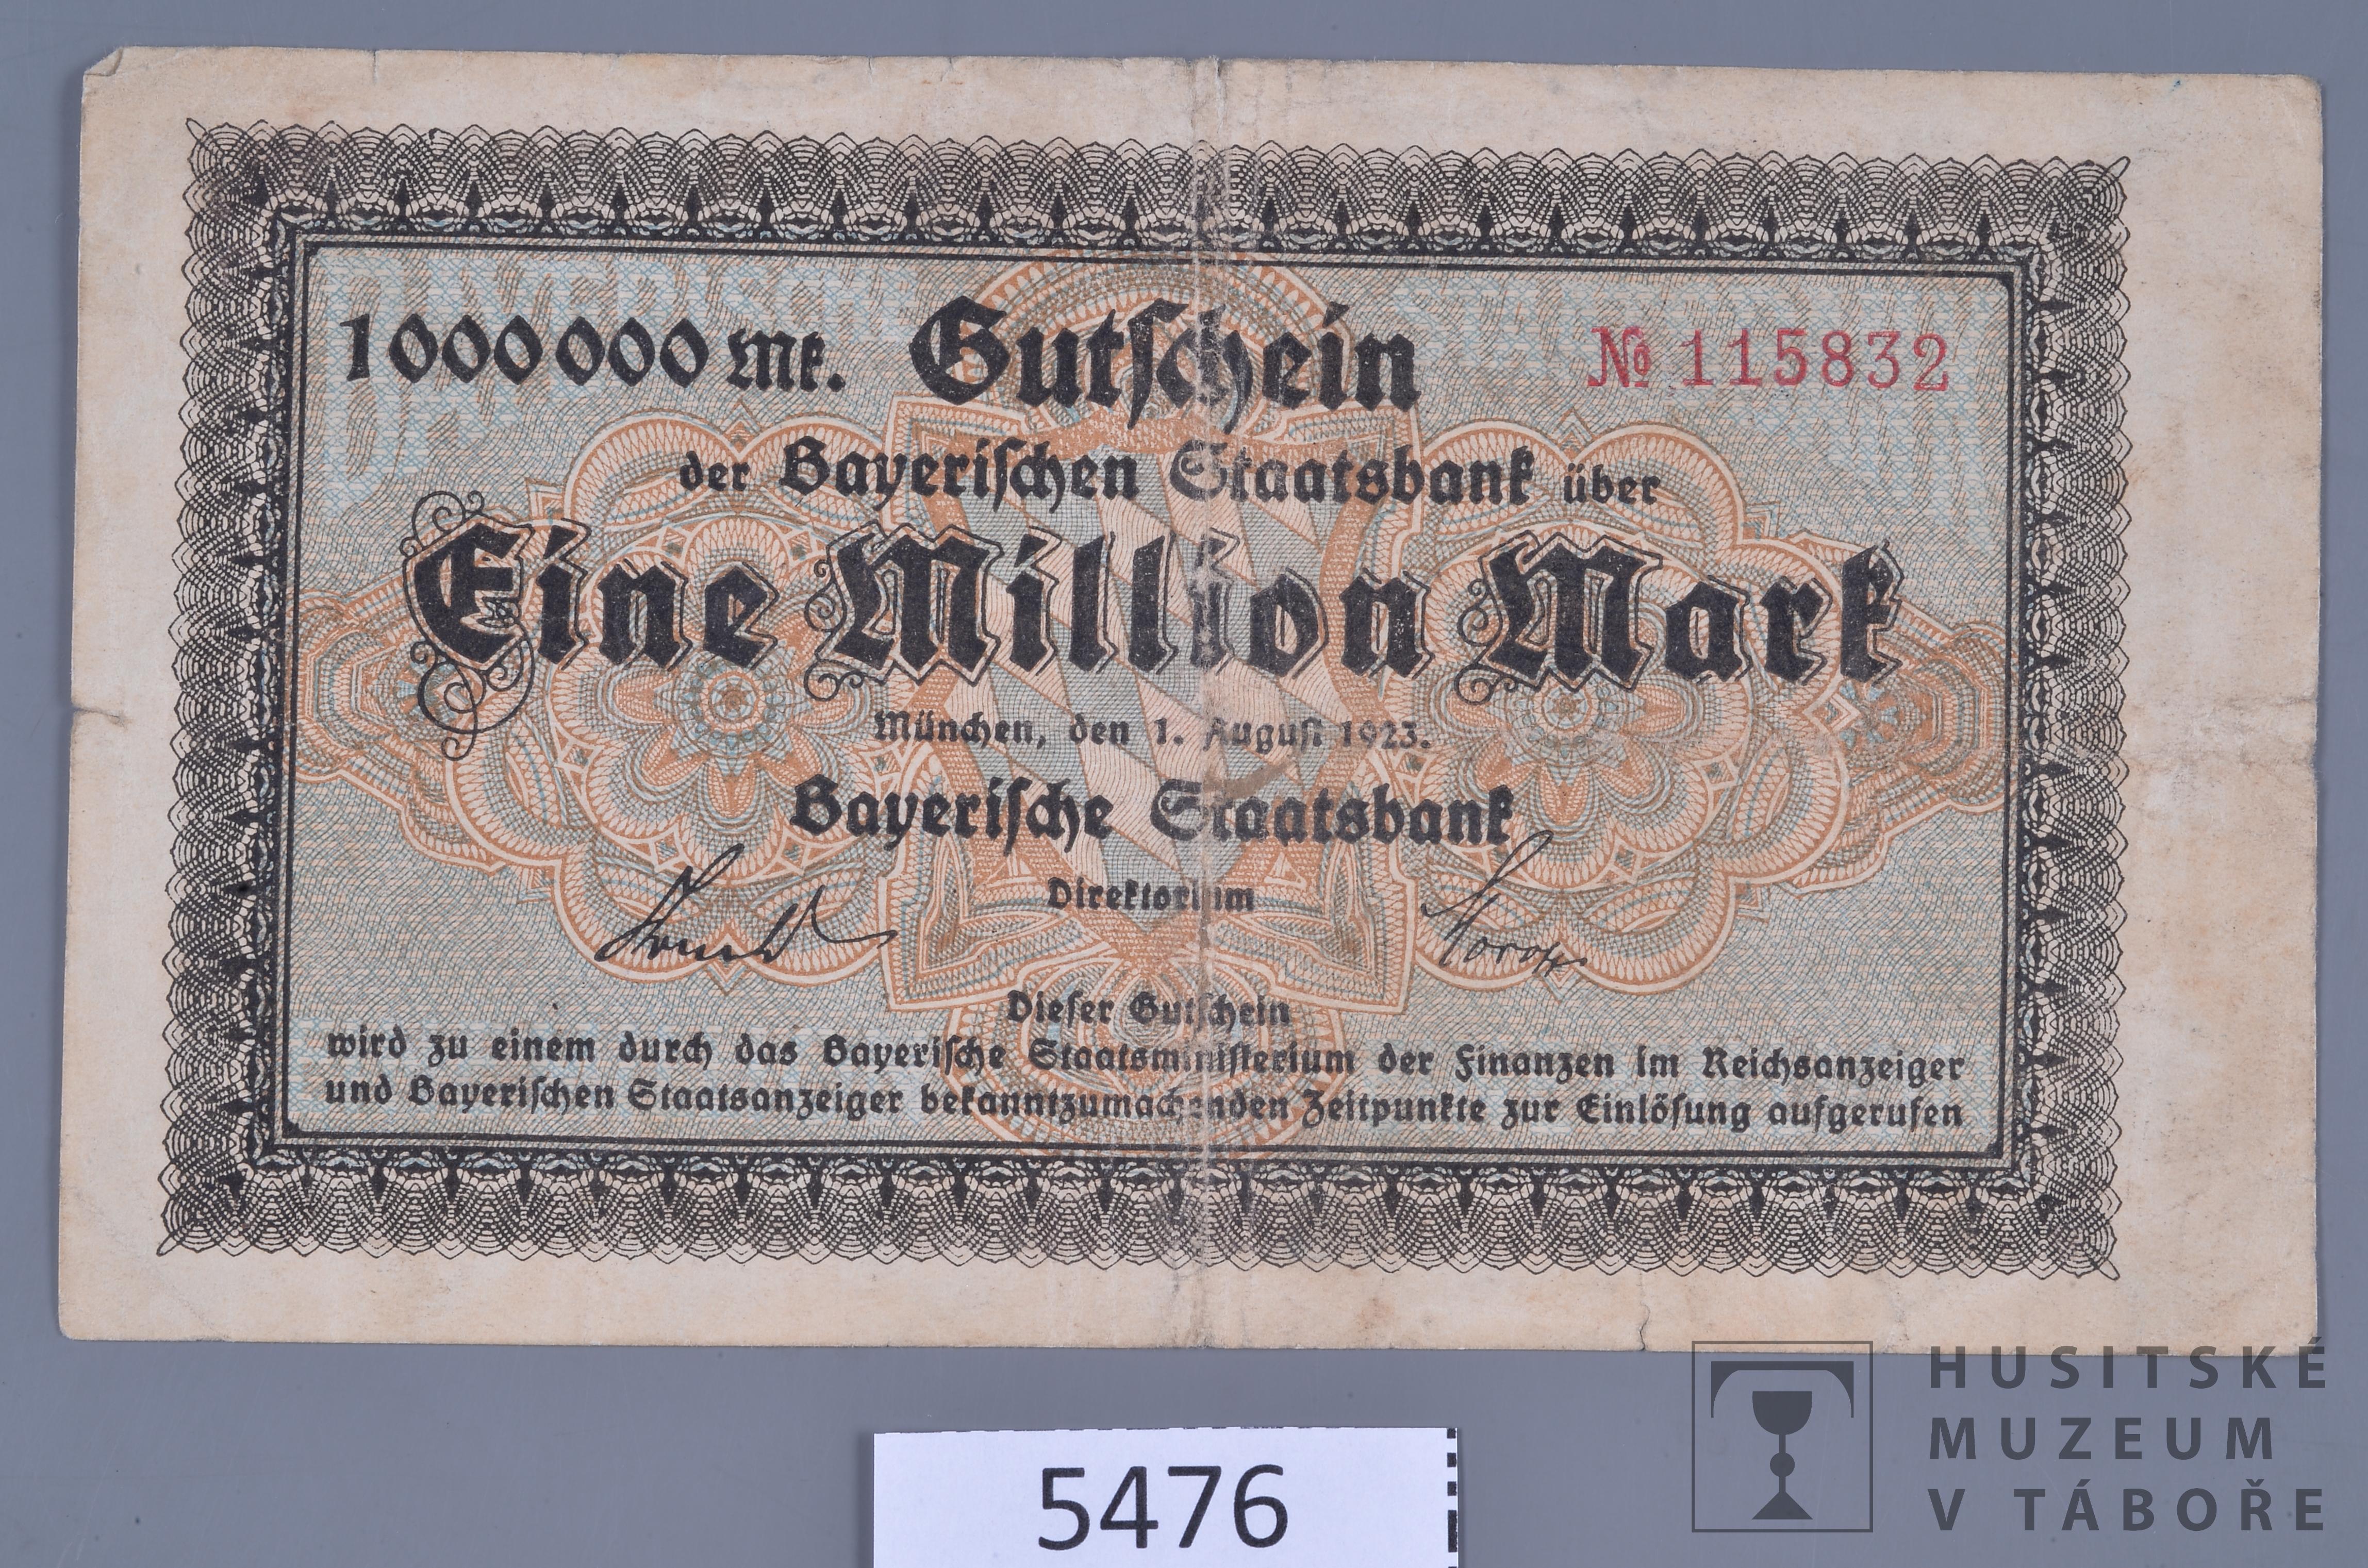 1000000 Mk. Gutschein № 115832
der Bayerischen Staatsbank über
Eine Million Mark
München, den 1. August 1923.
Bayerische Staatsbank
Direktorium
Dieser Gutschein
wird zu einem durch das Bayerische Staatsministerium der Finanzen im Reichsanzeiger
und Bayerischen Staatsanzeiger bekanntzumachenden Zeitpunkte zur Einlösung aufgerufen
5476
HUSITSKÉ
MUZEUM
V TÁBOŘE